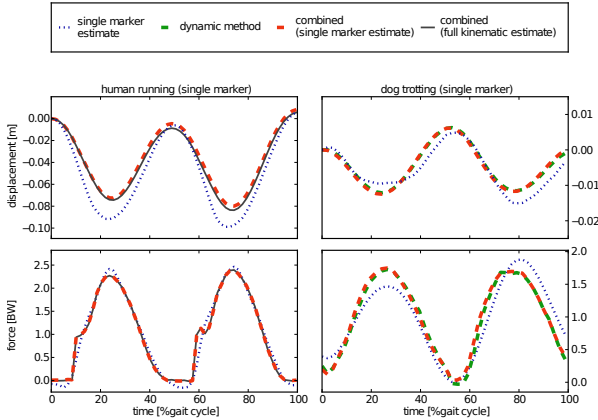 single marker estimate
dynamic method
combined (single marker estimate)
combined (full kinematic estimate)
human running (single marker)
dog trotting (single marker)
displacement [m]
0.00
−0.02
−0.04
−0.06
−0.08
−0.10
0.01
0.00
−0.01
−0.02
force [BW]
2.5
2.0
1.5
1.0
0.5
0.0
2.0
1.5
1.0
0.5
0.0
0 20 40 60 80 100
0 20 40 60 80 100
time [%gait cycle]
time [%gait cycle]